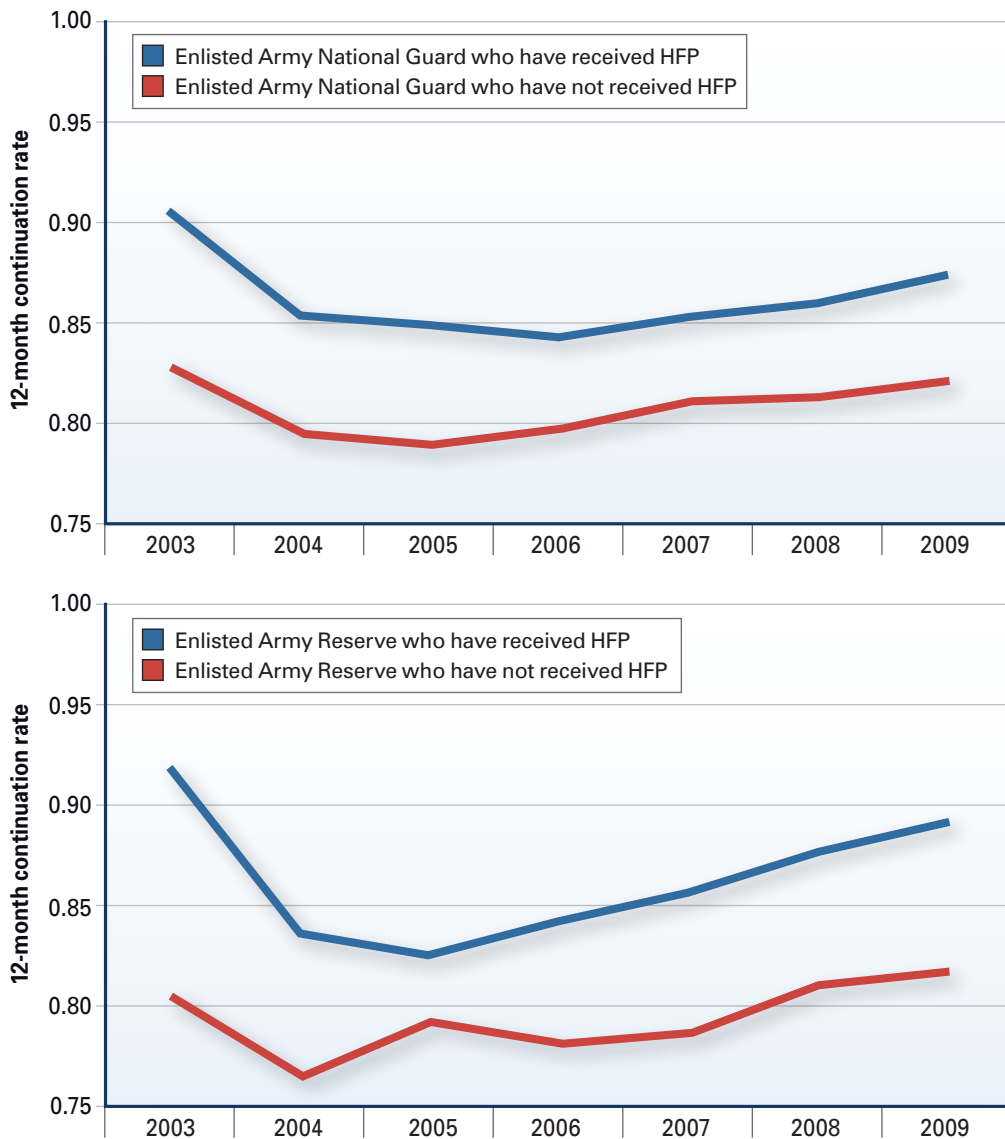 1.00
Enlisted Army National Guard who have received HFP
Enlisted Army National Guard who have not received HFP
0.95
0.90
0.85
0.80
0.75
12-month continuation rate
2003 2004 2005 2006 2007 2008 2009
1.00
Enlisted Army Reserve who have received HFP
Enlisted Army Reserve who have not received HFP
0.95
0.90
0.85
0.80
0.75
12-month continuation rate
2003 2004 2005 2006 2007 2008 2009